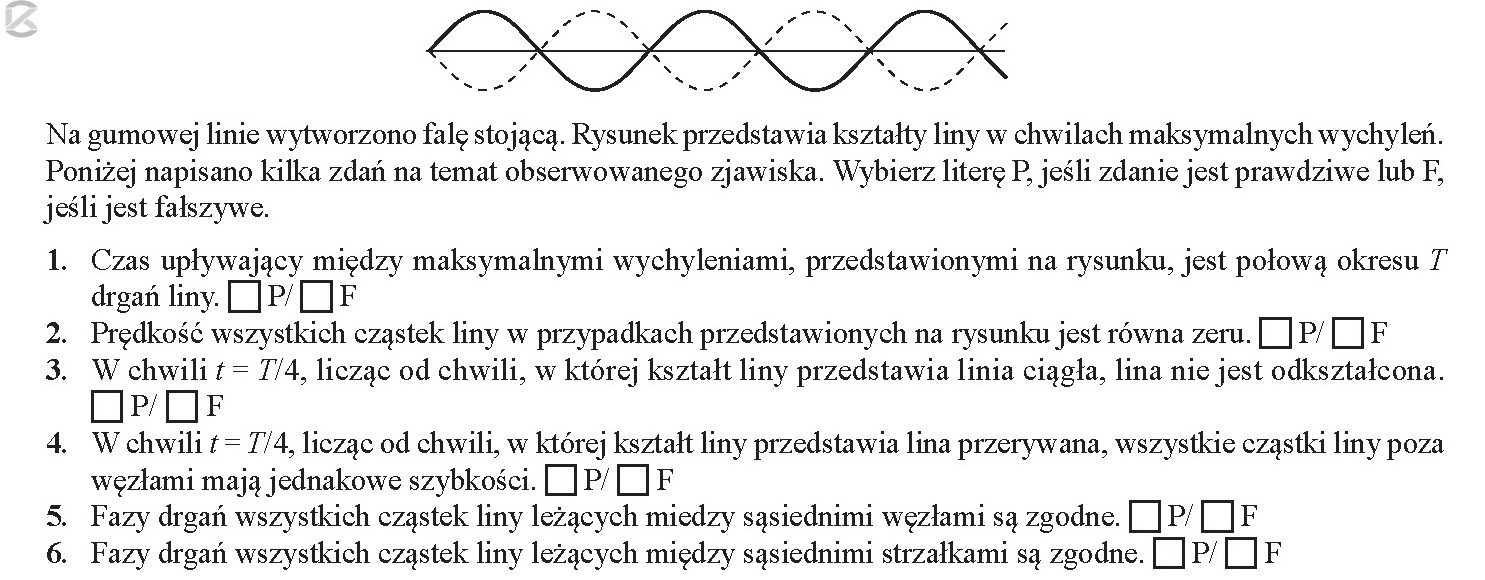 Na gumowej linie wytworzono falę stojącą. Rysunek przedstawia kształty liny w chwilach maksymalnych wychyleń.
Poniżej napisano kilka zdań na temat obserwowanego zjawiska. Wybierz literę P, jeśli zdanie jest prawdziwe lub F,
jeśli jest fałszywe.
1. Czas upływający między maksymalnymi wychyleniami, przedstawionymi na rysunku, jest połową okresu T
drgań liny. □ P/ □ F
2. Prędkość wszystkich cząstek liny w przypadkach przedstawionych na rysunku jest równa zeru. □ P/ □ F
3. W chwili t = T/4, licząc od chwili, w której kształt liny przedstawia linia ciągła, lina nie jest odkształcona.
□ P/ □ F
4. W chwili t = T/4, licząc od chwili, w której kształt liny przedstawia lina przerywana, wszystkie cząstki liny poza
węzłami mają jednakowe szybkości. □ P/ □ F
5. Fazy drgań wszystkich cząstek liny leżących miedzy sąsiednimi węzłami są zgodne. □ P/ □ F
6. Fazy drgań wszystkich cząstek liny leżących między sąsiednimi strzałkami są zgodne. □ P/ □ F